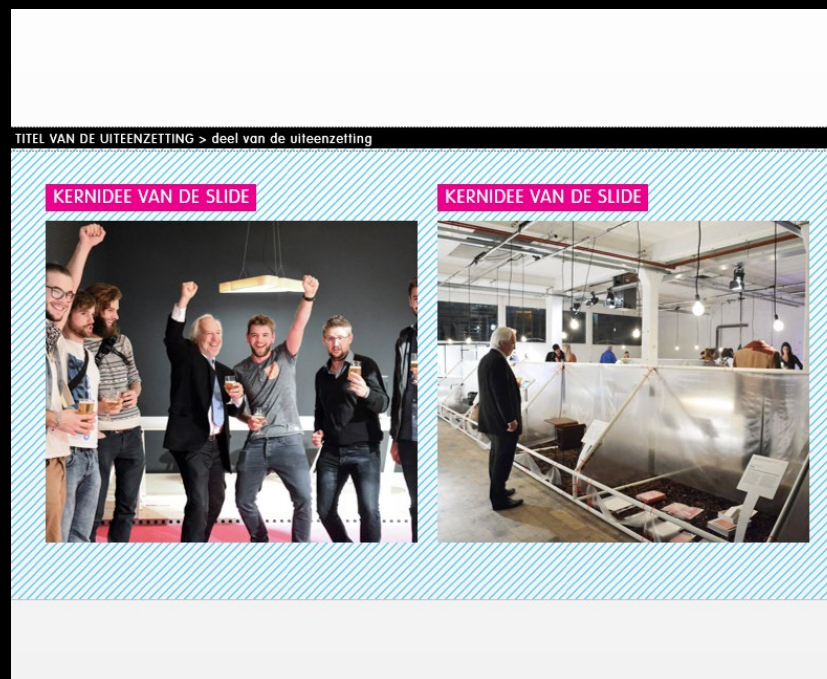 TITEL VAN DE UITEENZETTING > deel van de uiteenzetting
KERNIDEE VAN DE SLIDE
KERNIDEE VAN DE SLIDE